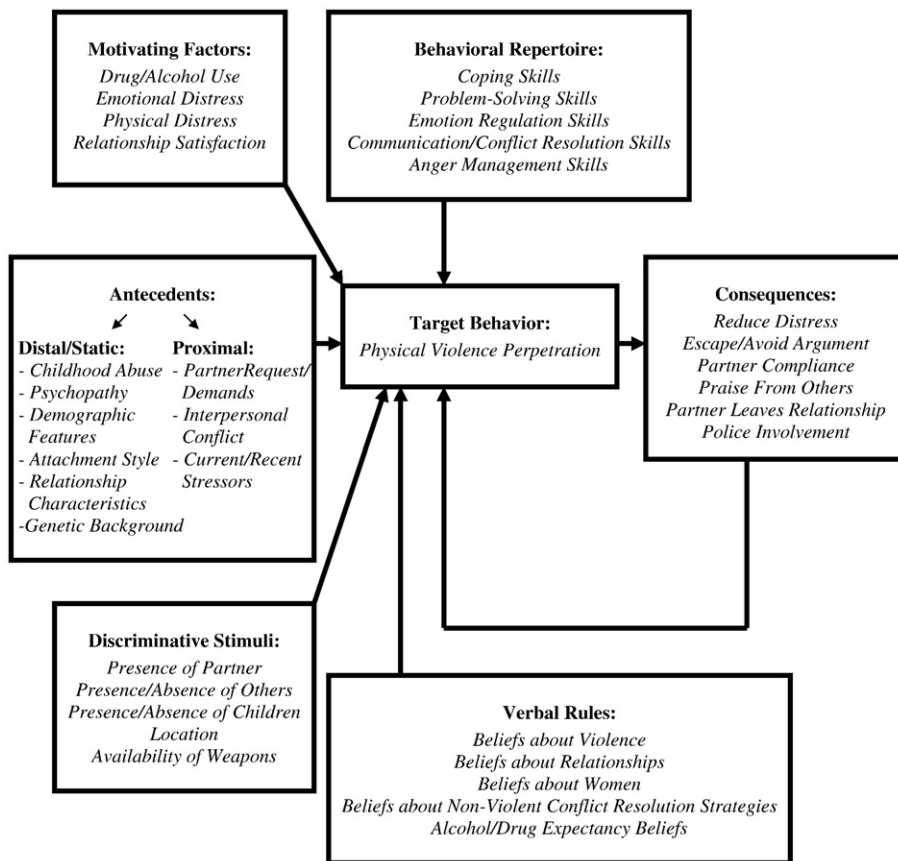 Motivating Factors:
Drug/Alcohol Use
Emotional Distress
Physical Distress
Relationship Satisfaction
Behavioral Repertoire:
Coping Skills
Problem-Solving Skills
Emotion Regulation Skills
Communication/Conflict Resolution Skills
Anger Management Skills
Antecedents:
Distal/Static:
- Childhood Abuse
- Psychopathy
- Demographic
Features
- Attachment Style
- Relationship
Characteristics
-Genetic Background
Proximal:
- PartnerRequest/
Demands
- Interpersonal
Conflict
- Current/Recent
Stressors
Target Behavior:
Physical Violence Perpetration
Consequences:
Reduce Distress
Escape/Avoid Argument
Partner Compliance
Praise From Others
Partner Leaves Relationship
Police Involvement
Discriminative Stimuli:
Presence of Partner
Presence/Absence of Others
Presence/Absence of Children
Location
Availability of Weapons
Verbal Rules:
Beliefs about Violence
Beliefs about Relationships
Beliefs about Women
Beliefs about Non-Violent Conflict Resolution Strategies
Alcohol/Drug Expectancy Beliefs